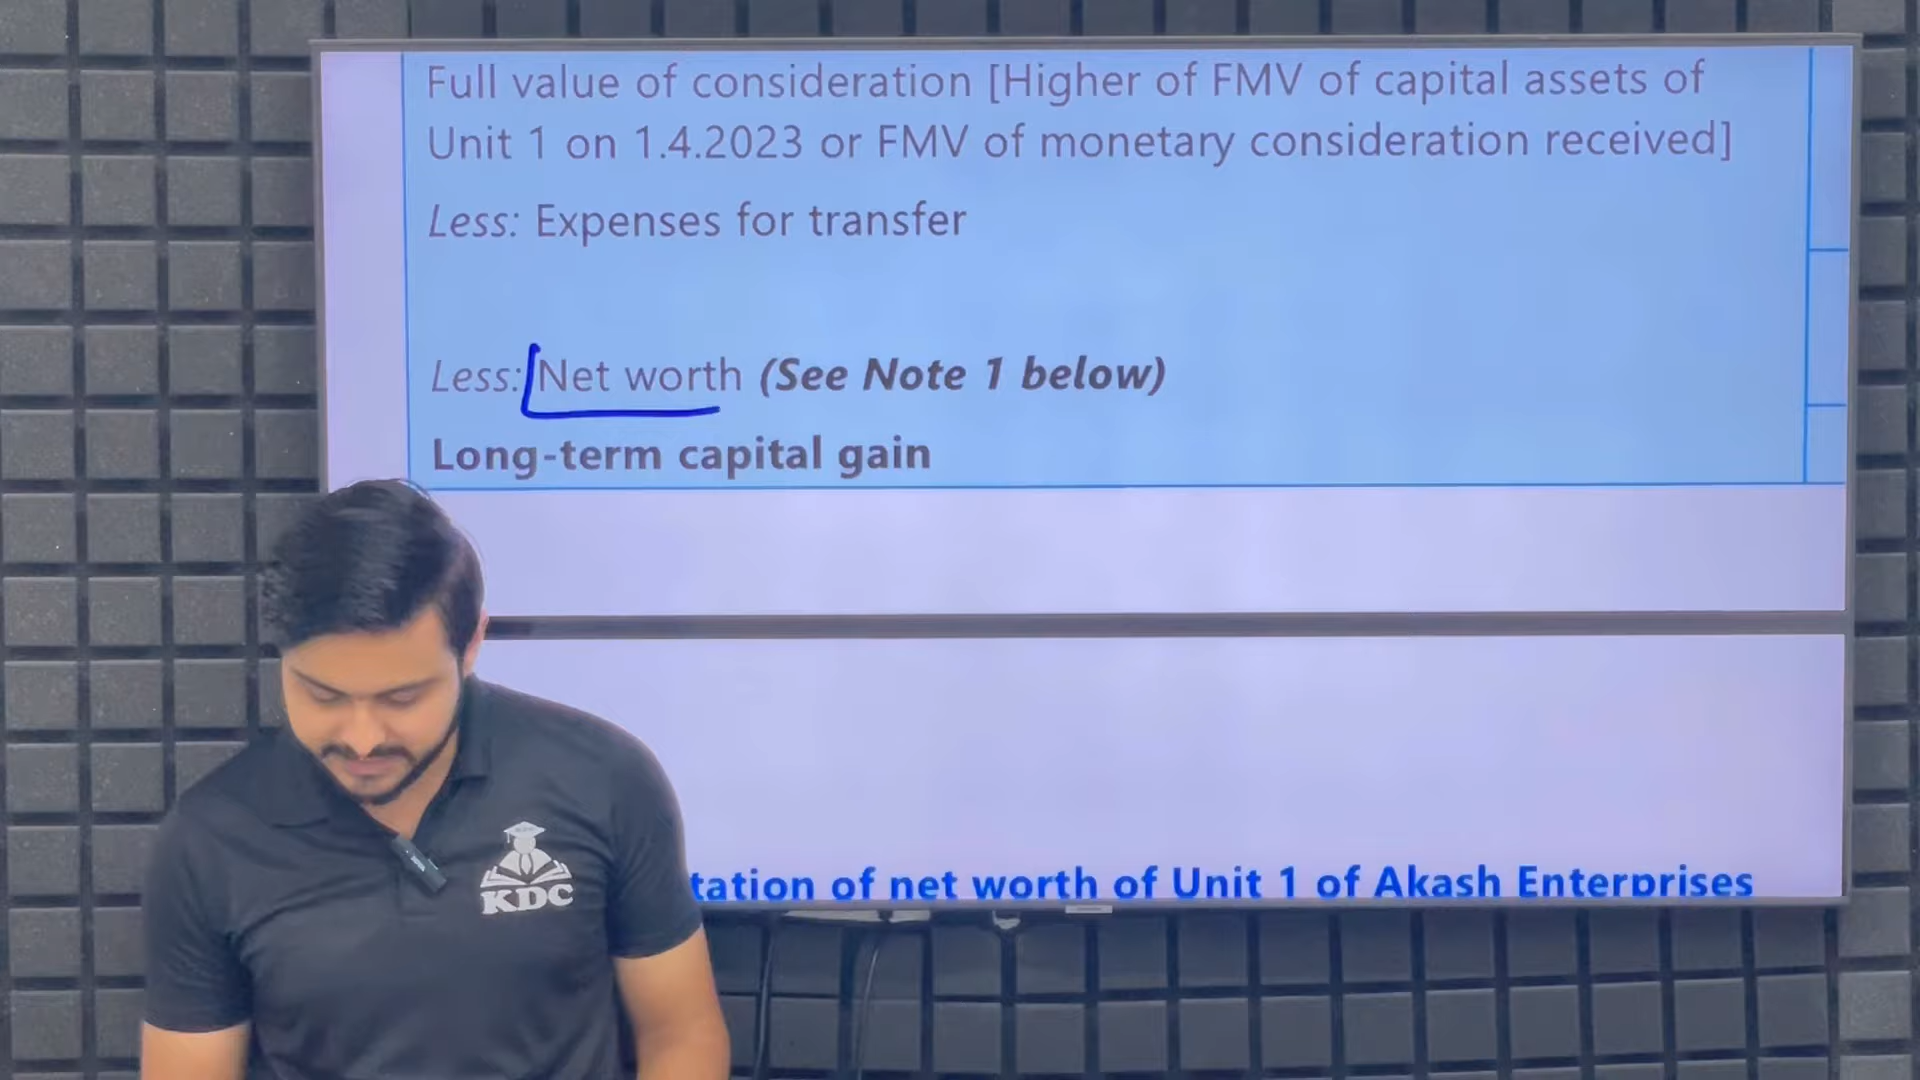 Full value of consideration [Higher of FMV of capital assets of
Unit 1 on 1.4.2023 or FMV of monetary consideration received]
Less: Expenses for transfer
Less: Net worth (See Note 1 below)
Long-term capital gain
tation of net worth of Unit 1 of Akash Enterprises
KDC